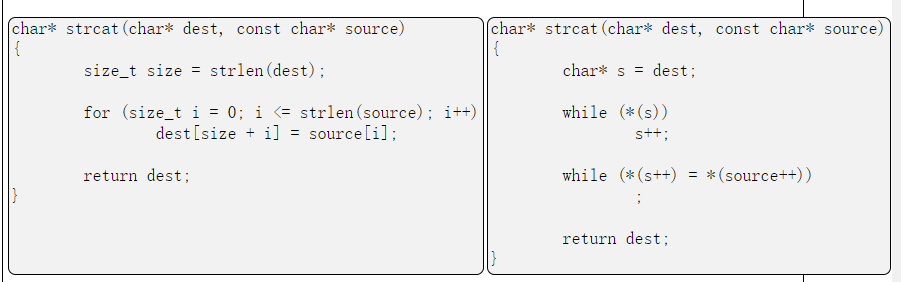 char* strcat(char* dest, const char* source)
{
size_t size = strlen(dest);
for (size_t i = 0; i <= strlen(source); i++)
dest[size + i] = source[i];
return dest;
}
char* strcat(char* dest, const char* source)
{
char* s = dest;
while (*(s))
s++;
while (*(s++) = *(source++))
;
return dest;
}